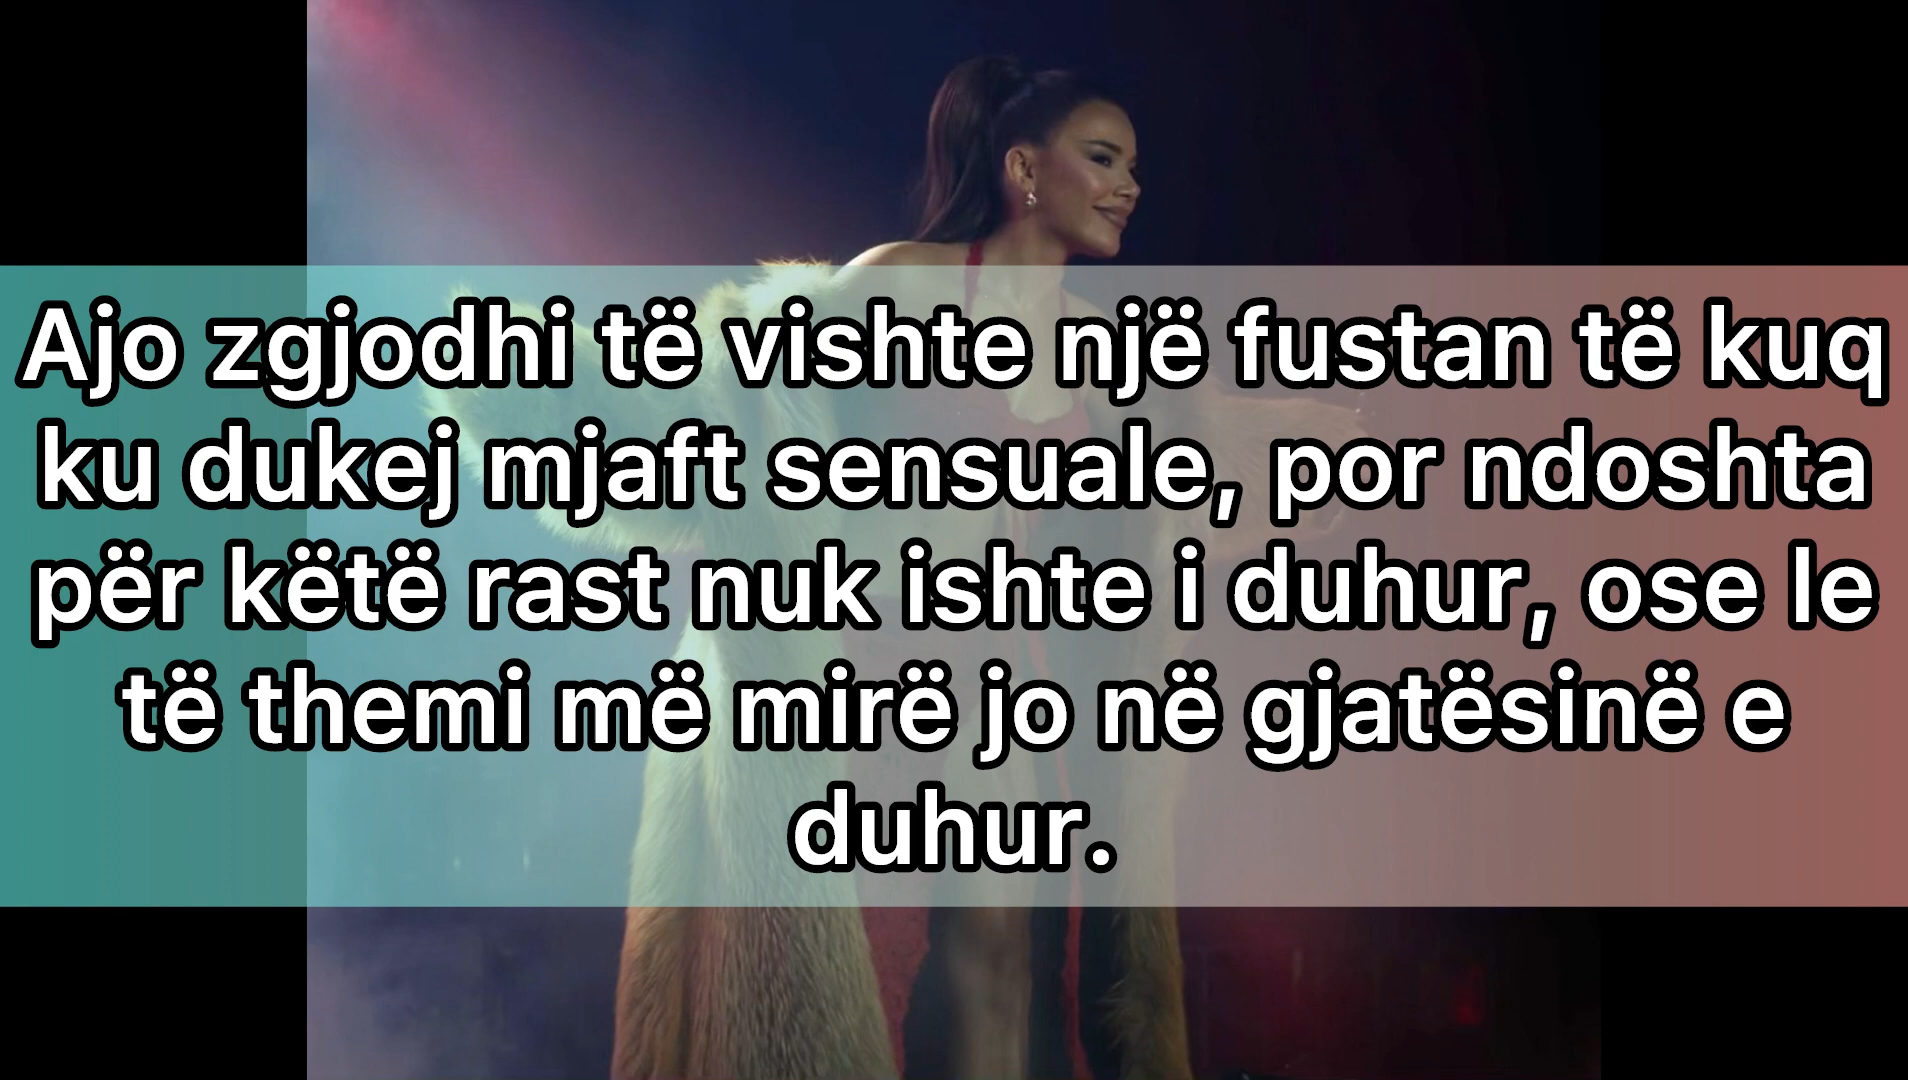 Ajo zgjodhi të vishte një fustan të kuq
ku dukej mjaft sensuale, por ndoshta
për këtë rast nuk ishte i duhur, ose le
të themi më mirë jo në gjatësinë e
duhur.